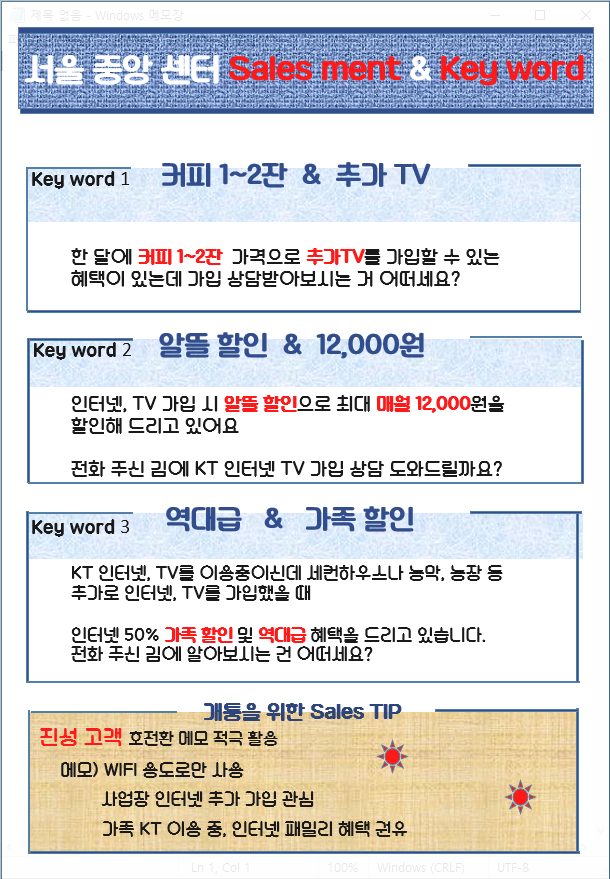 제목 없음 - Windows 메모장
서울 중앙 센터 Sales ment & Key word
Key word 1 커피 1~2잔 & 추가 TV
한 달에 커피 1~2잔 가격으로 추가TV를 가입할 수 있는
혜택이 있는데 가입 상담받아보시는 거 어떠세요?
Key word 2 알뜰 할인 & 12,000원
인터넷, TV 가입 시 알뜰 할인으로 최대 매월 12,000원을
할인해 드리고 있어요
전화 주신 김에 KT 인터넷 TV 가입 상담 도와드릴까요?
Key word 3 역대급 & 가족 할인
KT 인터넷, TV를 이용중이신데 세컨하우스나 농막, 농장 등
추가로 인터넷, TV를 가입했을 때
인터넷 50% 가족 할인 및 역대급 혜택을 드리고 있습니다.
전화 주신 김에 알아보시는 건 어떠세요?
개통을 위한 Sales TIP
진성 고객 호전환 메모 적극 활용
메모) WIFI 용도로만 사용
사업장 인터넷 추가 가입 관심
가족 KT 이용 중, 인터넷 패밀리 혜택 권유
Ln 1, Col 1 100% Windows (CRLF) UTF-8